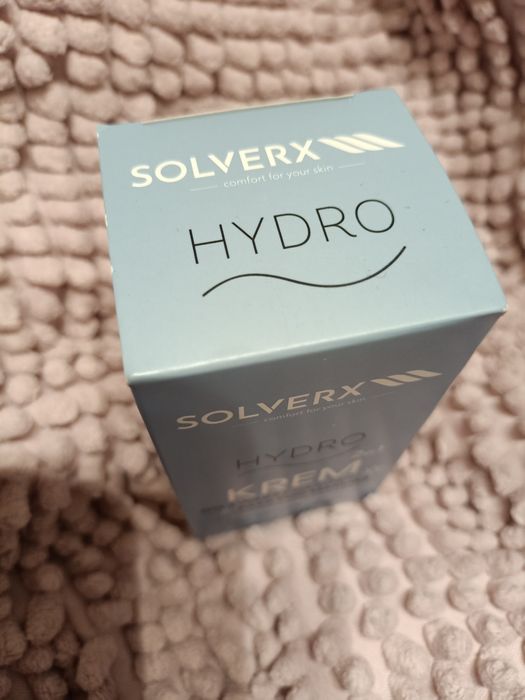 SOLVERX
comfort for your skin
HYDRO
SOLVERX
comfort for your skin
HYDRO
KREM